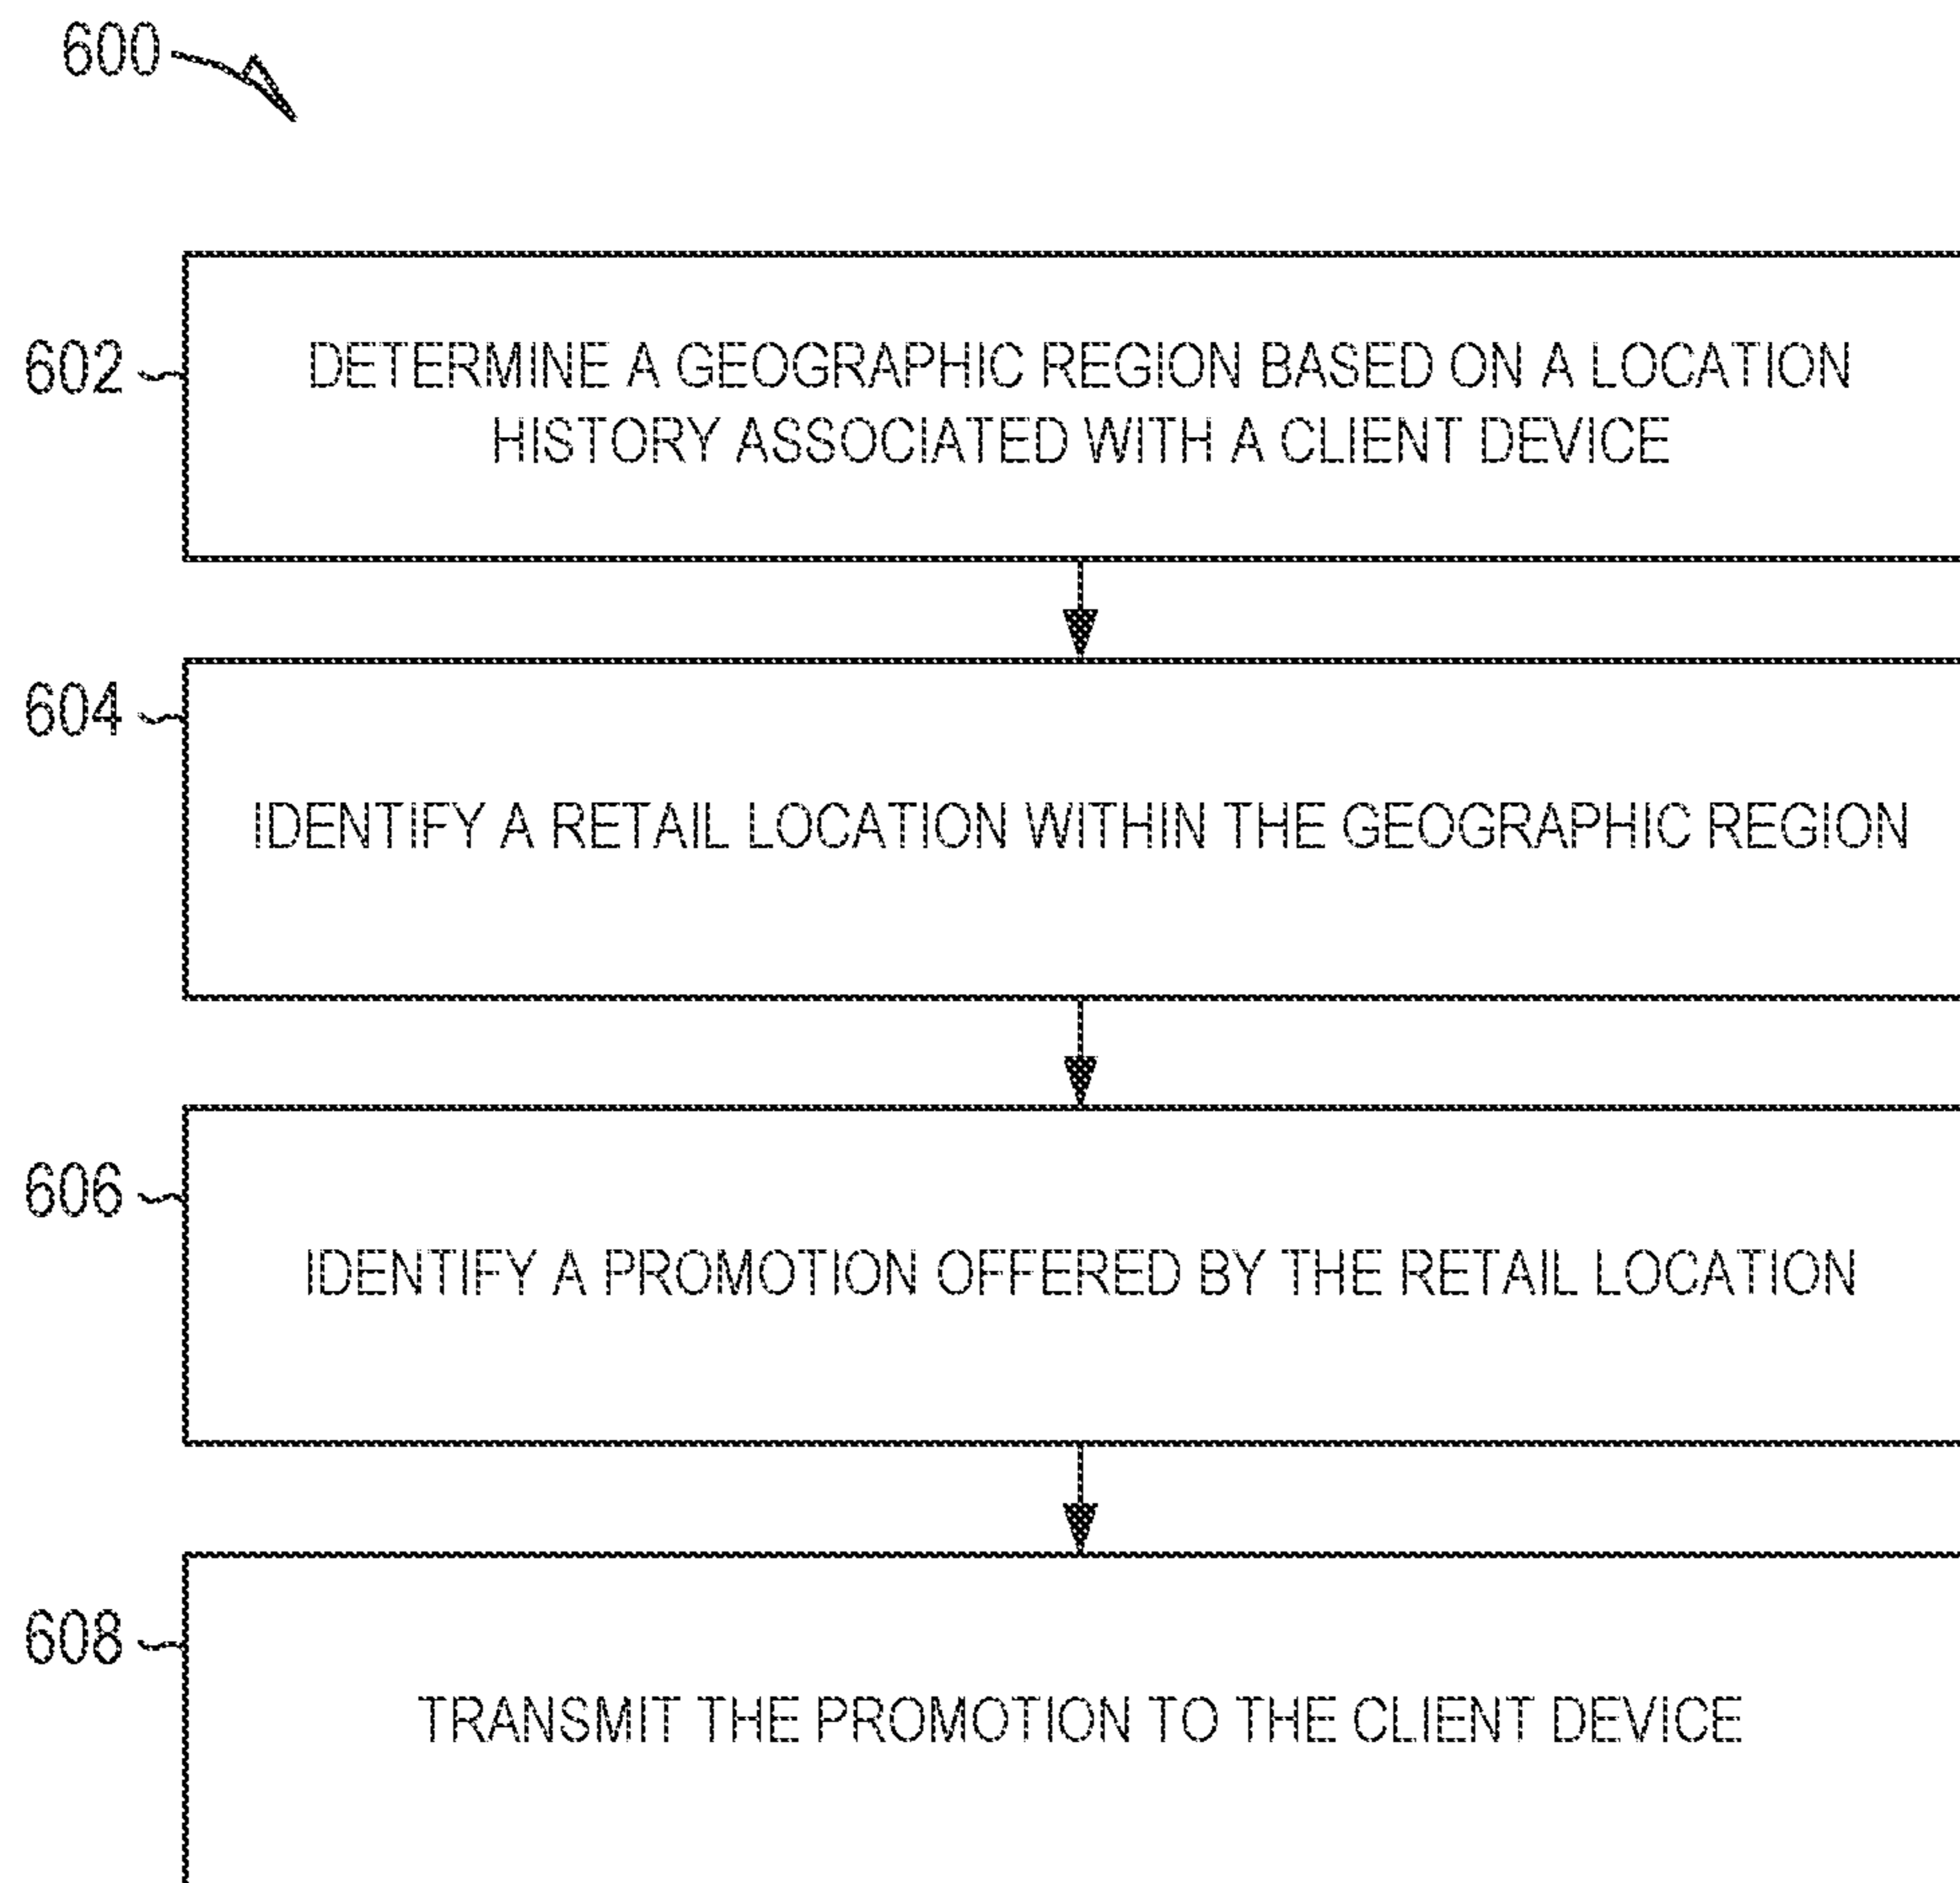 600
602
DETERMINE A GEOGRAPHIC REGION BASED ON A LOCATION
HISTORY ASSOCIATED WITH A CLIENT DEVICE
604
IDENTIFY A RETAIL LOCATION WITHIN THE GEOGRAPHIC REGION
606
IDENTIFY A PROMOTION OFFERED BY THE RETAIL LOCATION
608
TRANSMIT THE PROMOTION TO THE CLIENT DEVICE